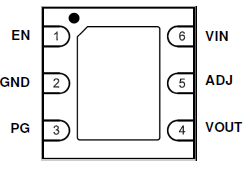 EN 1 6 VIN
GND 2 5 ADJ
PG 3 4 VOUT